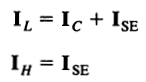 I_L = I_C + I_SE
I_H = I_SE